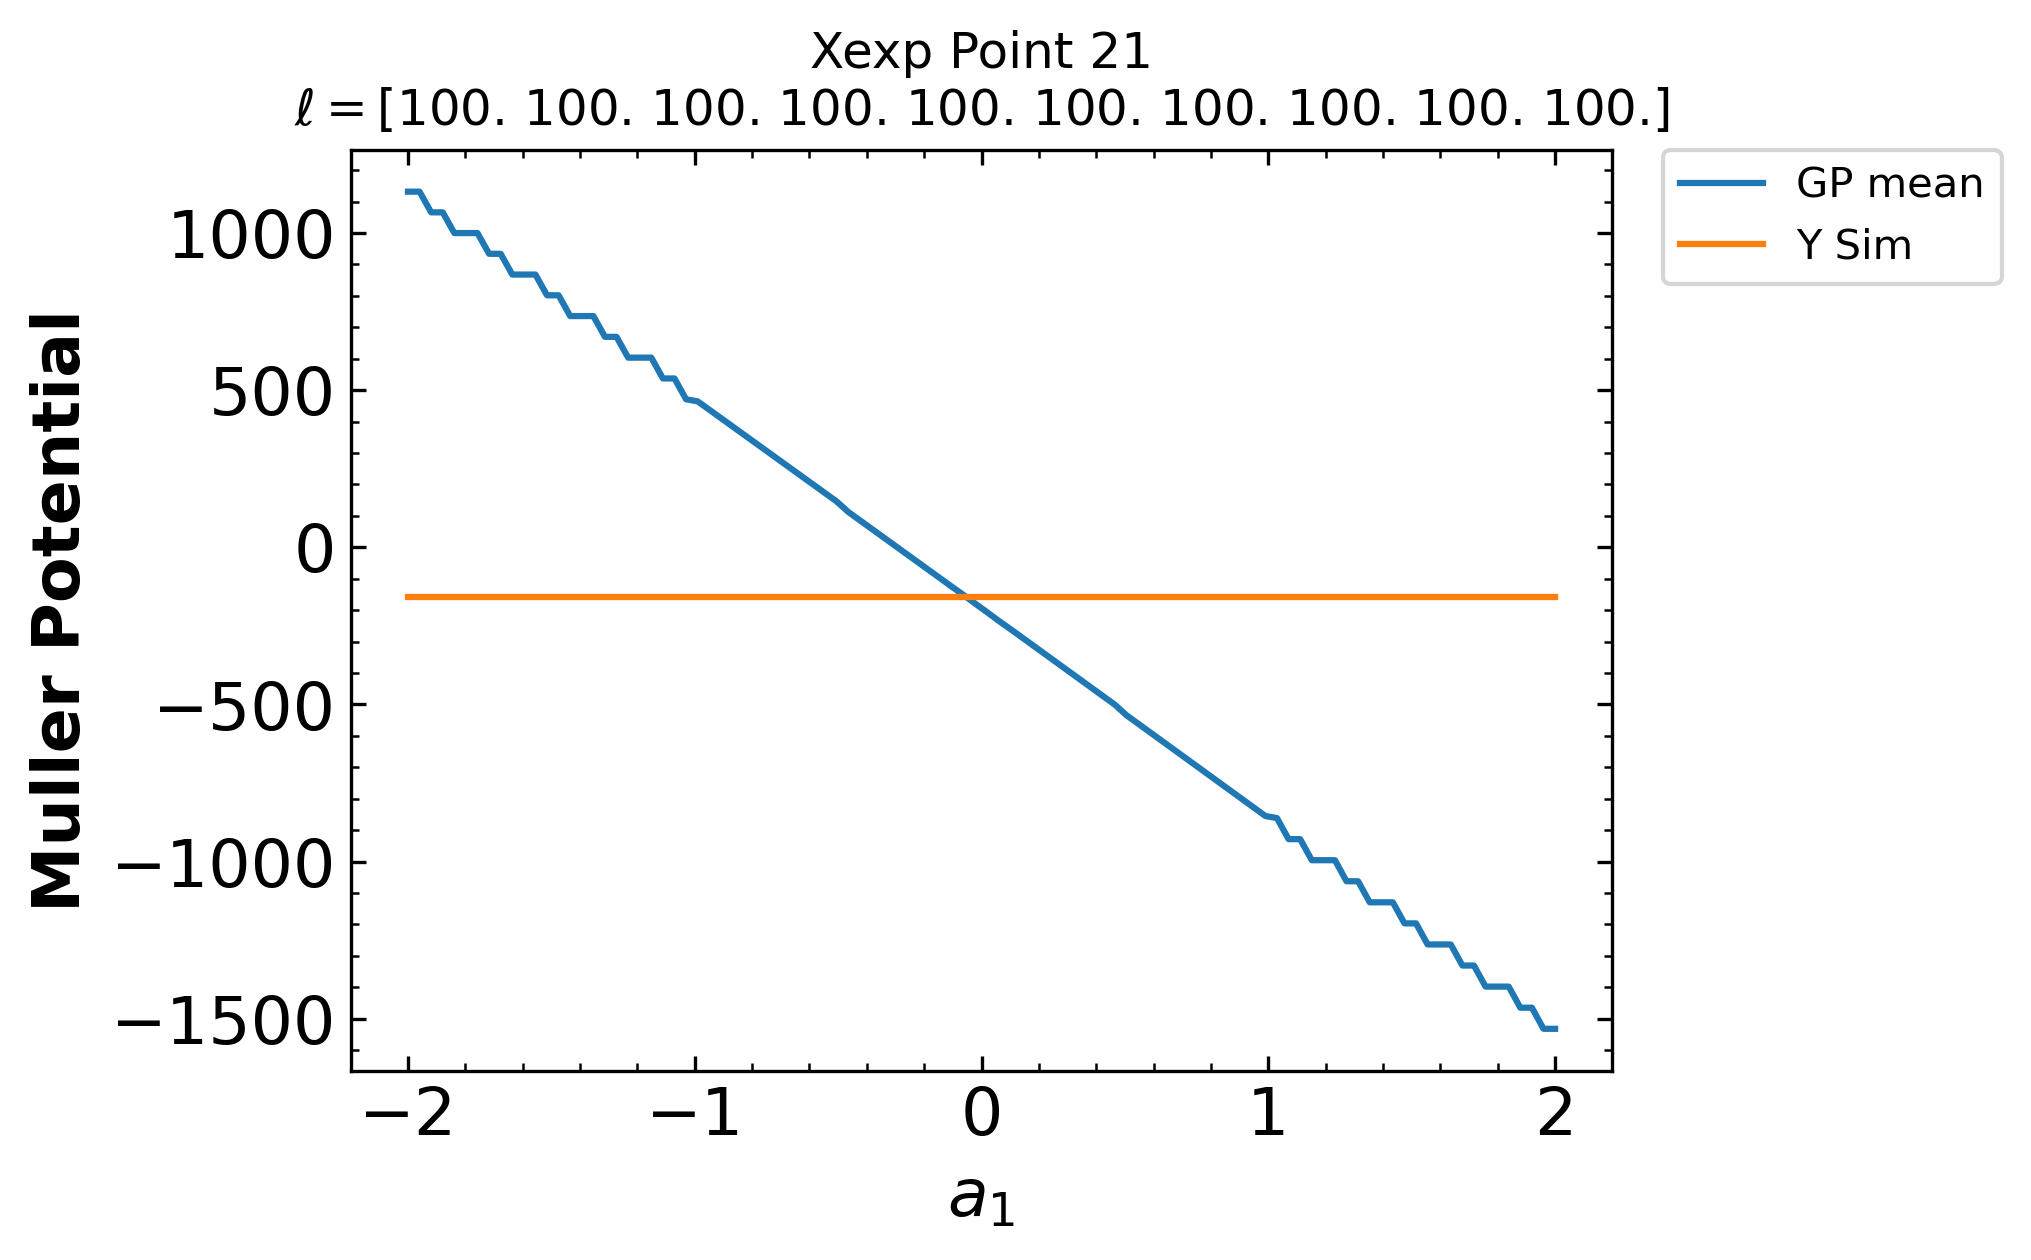 Xexp Point 21
ℓ = [100. 100. 100. 100. 100. 100. 100. 100. 100. 100.]
GP mean
Y Sim
Muller Potential
1000
500
0
−500
−1000
−1500
−2 −1 0 1 2
a₁